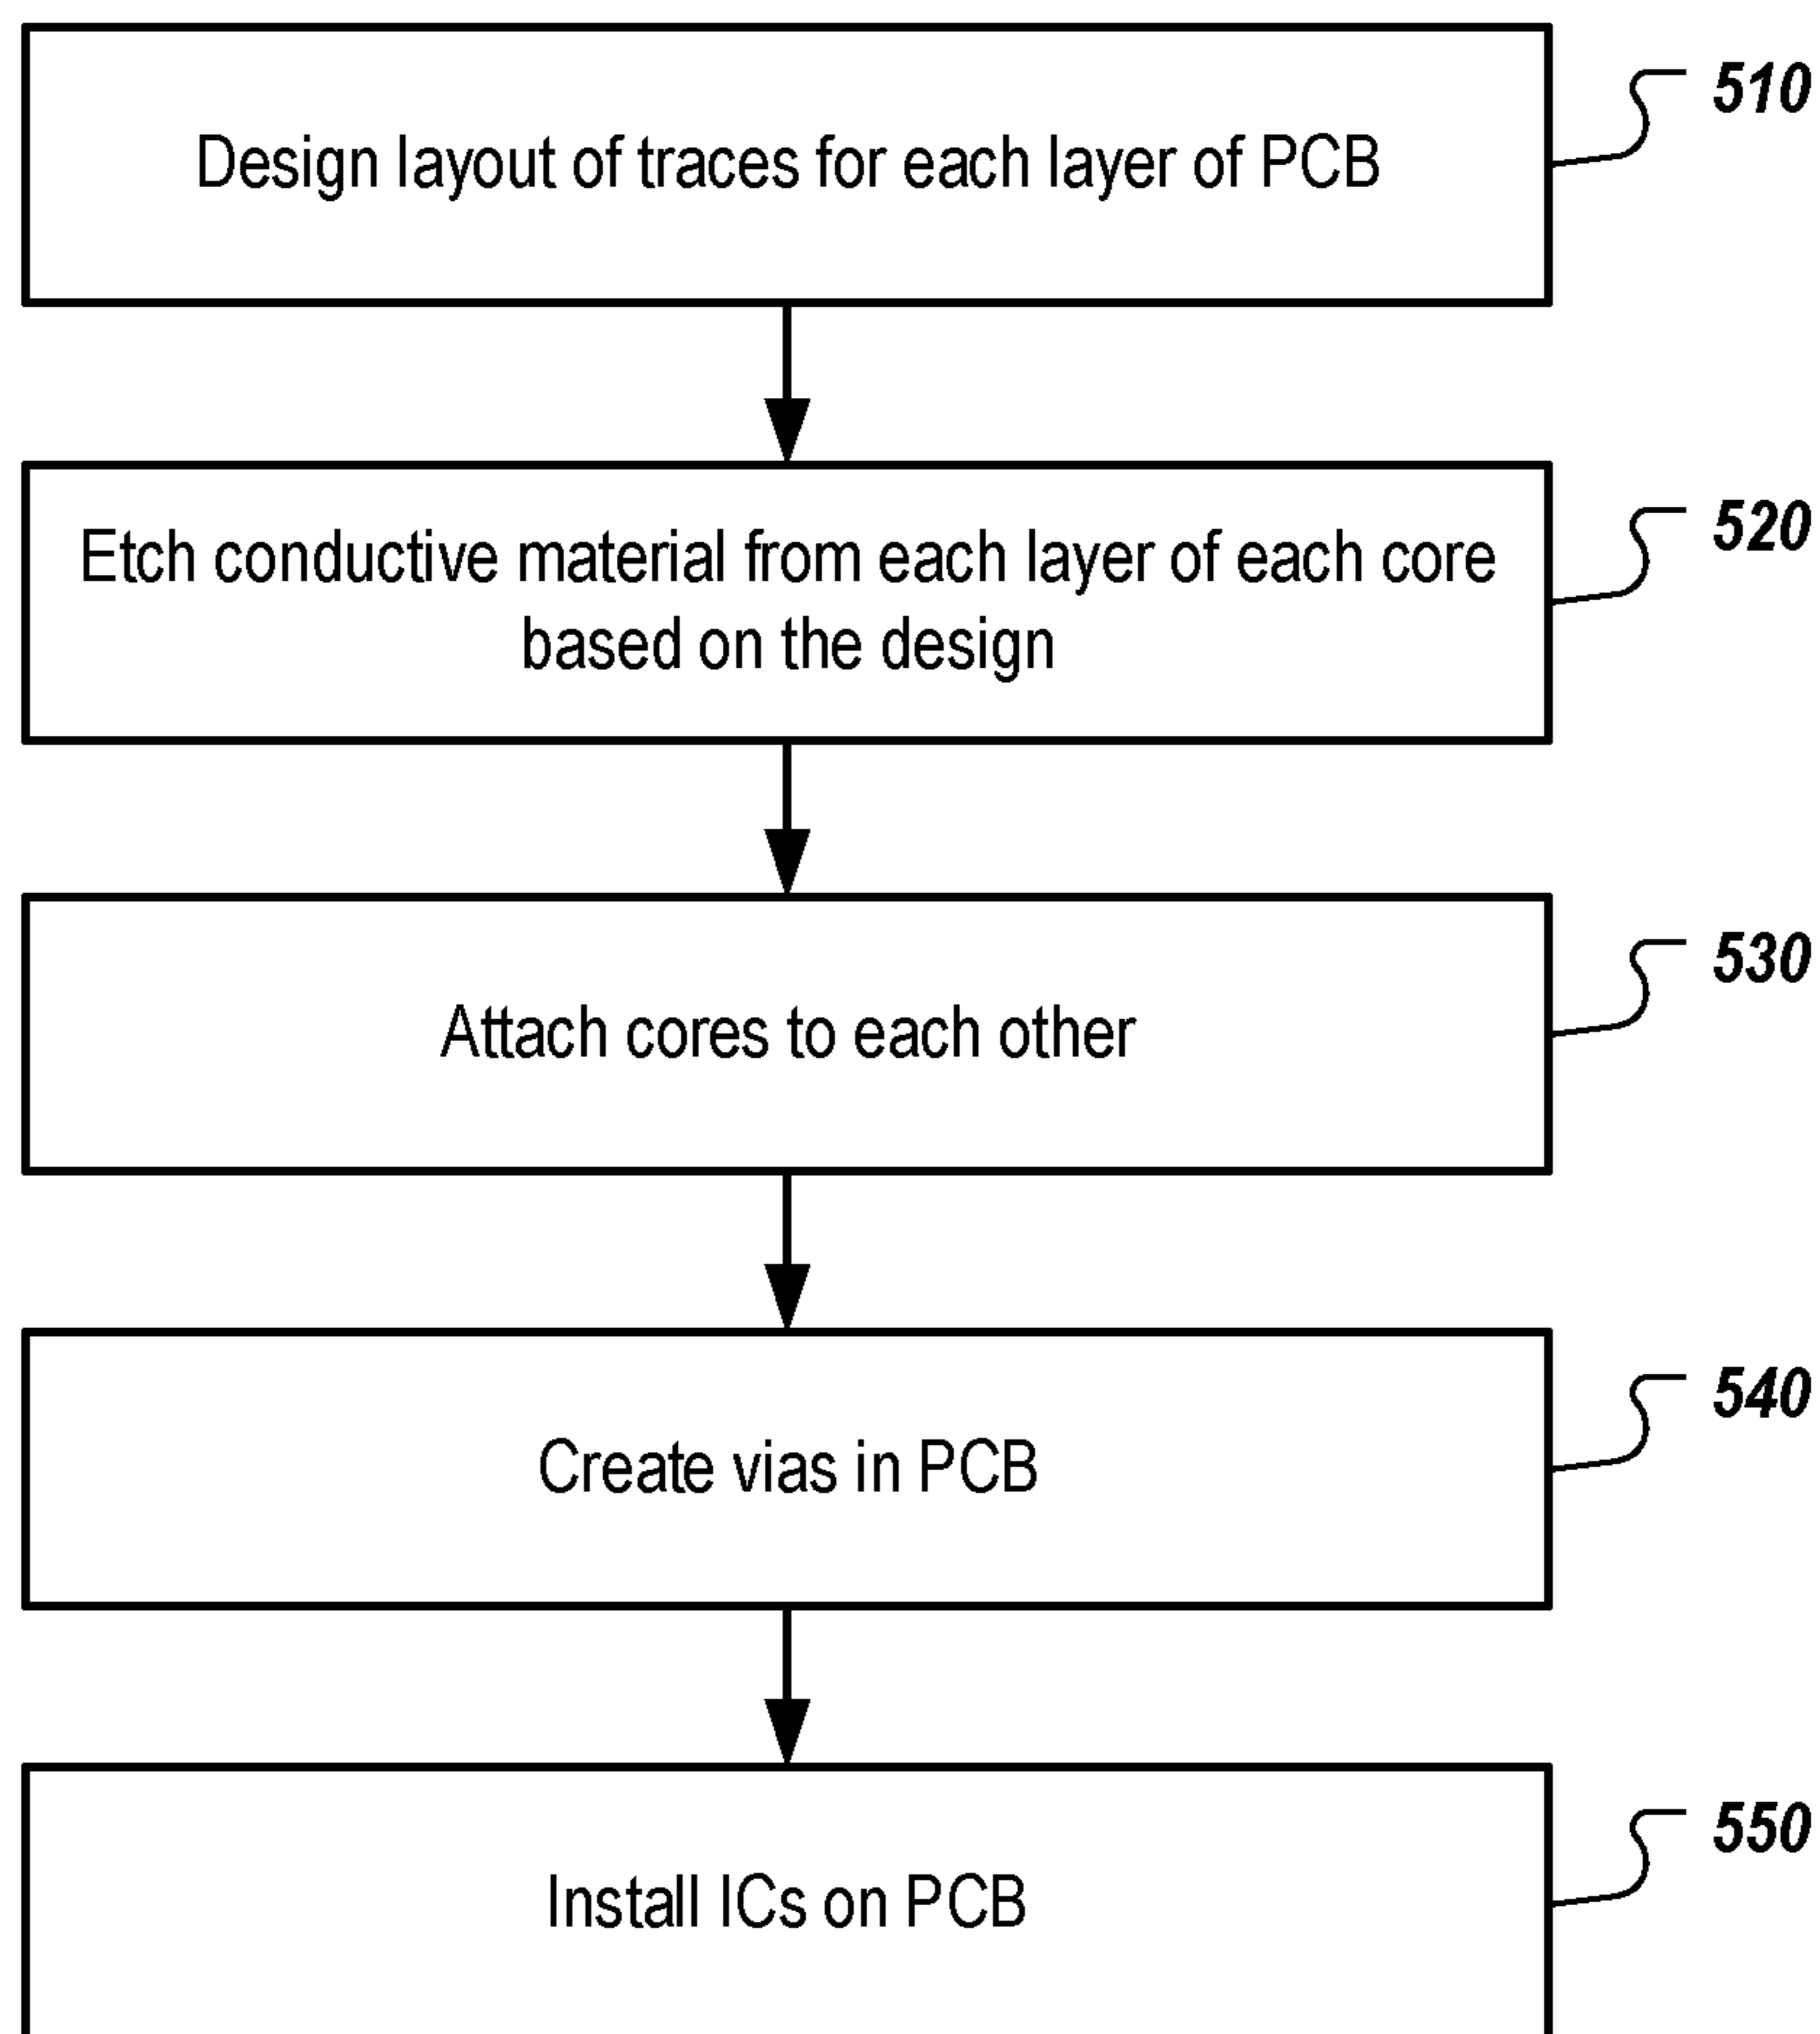 Design layout of traces for each layer of PCB
510
Etch conductive material from each layer of each core
based on the design
520
Attach cores to each other
530
Create vias in PCB
540
Install ICs on PCB
550